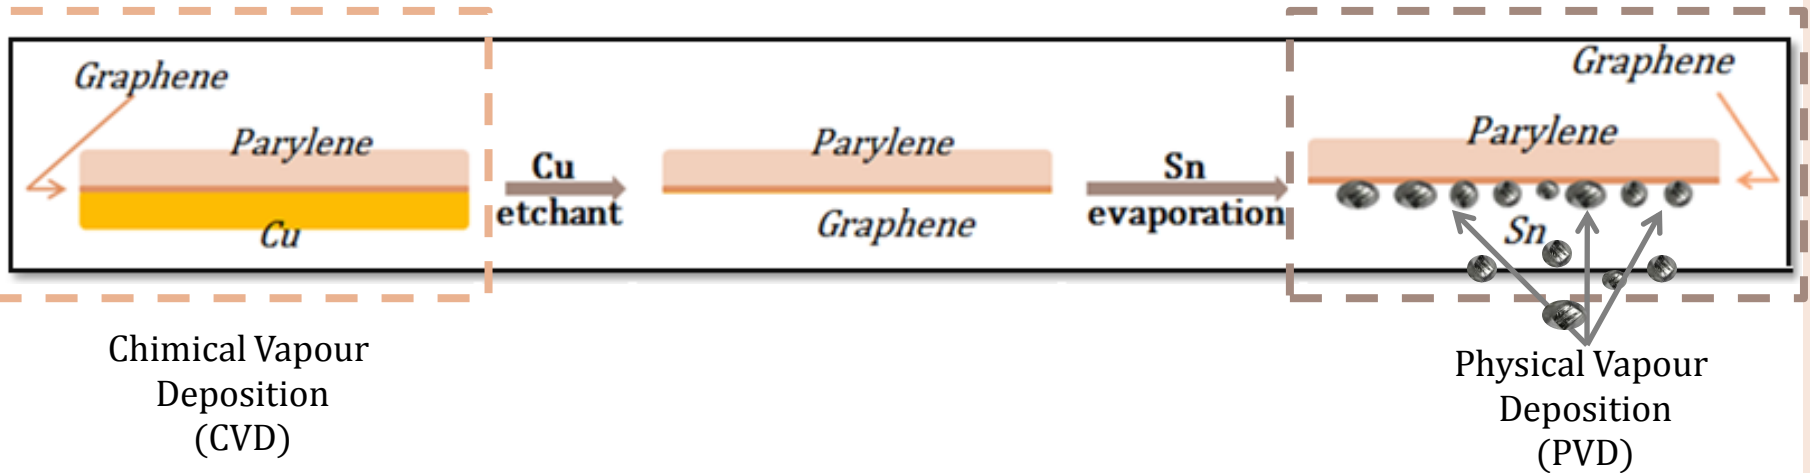 Graphene
Parylene
Cu
Cu
etchant
Parylene
Graphene
Sn
evaporation
Graphene
Parylene
Sn
Chimical Vapour
Deposition
(CVD)
Physical Vapour
Deposition
(PVD)